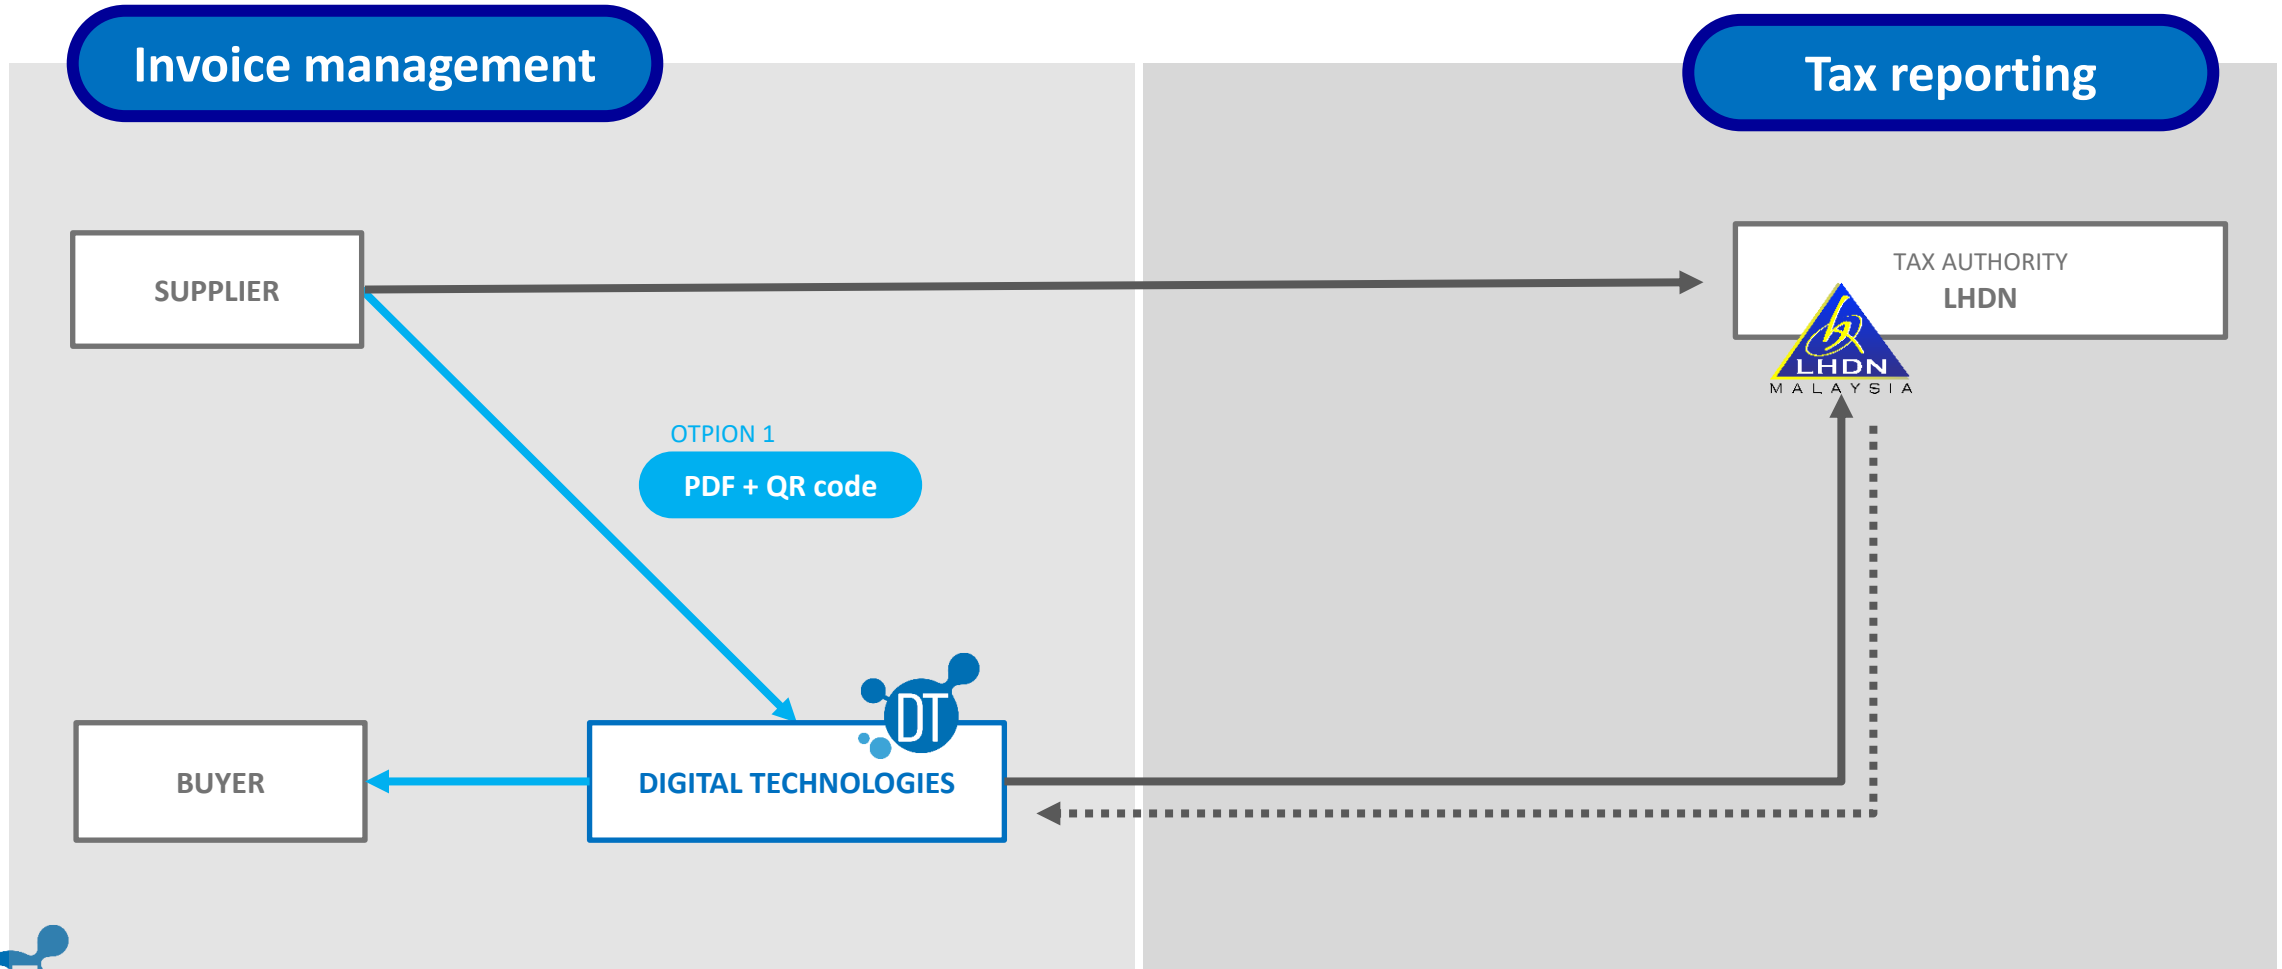 Invoice management
Tax reporting
SUPPLIER
TAX AUTHORITY
LHDN
LHDN
MALAYSIA
OTPION 1
PDF + QR code
DT
BUYER
DIGITAL TECHNOLOGIES